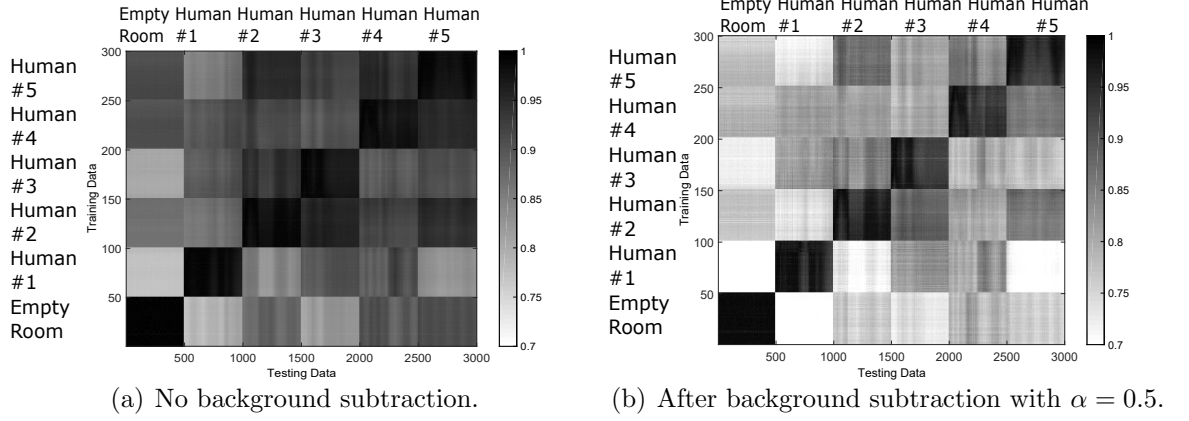 Empty Human Human Human Human Human
Room #1 #2 #3 #4 #5
Human
#5
Human
#4
Human
#3
Human
#2
Human
#1
Empty
Room
300
250
200
150
100
50
Training Data
500 1000 1500 2000 2500 3000
Testing Data
1
0.95
0.9
0.85
0.8
0.75
0.7
(a) No background subtraction.
Empty Human Human Human Human Human
Room #1 #2 #3 #4 #5
Human
#5
Human
#4
Human
#3
Human
#2
Human
#1
Empty
Room
300
250
200
150
100
50
Training Data
500 1000 1500 2000 2500 3000
Testing Data
1
0.95
0.9
0.85
0.8
0.75
0.7
(b) After background subtraction with α = 0.5.